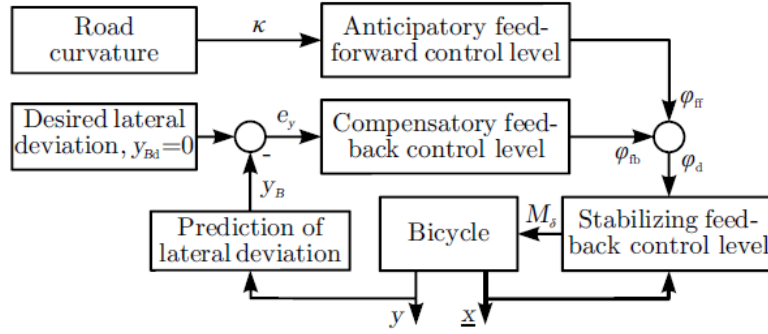 Road
curvature
κ
Anticipatory feed-
forward control level
φff
Desired lateral
deviation, yBd=0
-
ey
Compensatory feed-
back control level
φfb
φd
yB
Prediction of
lateral deviation
Bicycle
Mδ
Stabilizing feed-
back control level
y
x